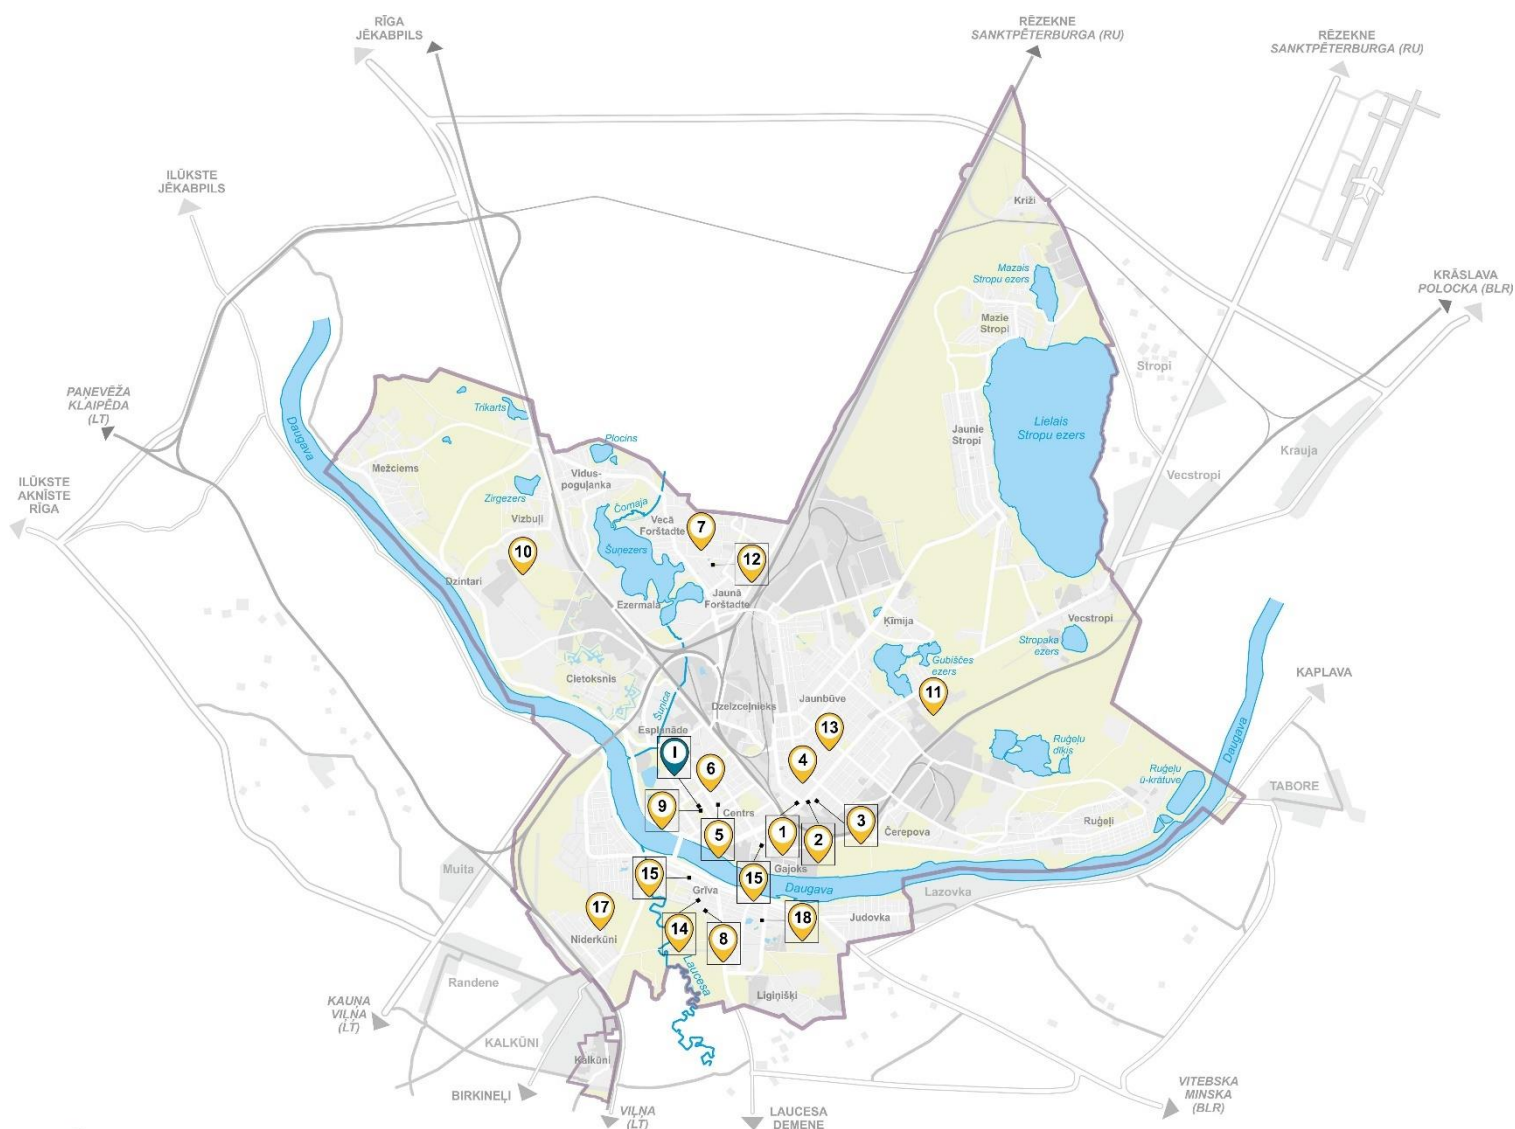 RĪGA
JĒKABPILS
RĒZEKNE
SANKTPĒTERBURGA (RU)
RĒZEKNE
SANKTPĒTERBURGA (RU)
ILŪKSTE
JĒKABPILS
Križi
Mazais
Stropu ezers
KRĀSLAVA
POLOCKA (BLR)
Mazie
Stropi
Stropi
PAŅEVĒŽA
KLAIPĒDA
(LT)
Trikarts
Daugava
Lielais
Stropu ezers
Jaunie
Stropi
Plocins
Krauja
Mežciems
Vidus-
poguļanka
Vecstropi
ILŪKSTE
AKNĪSTE
RĪGA
Zirgezers
Čornaja
Vizbuļi
Vecā
Forštadte
7
Šuņezers
10
12
Dzintari
Ezermala
Jaunā
Forštadte
Ķīmija
Vecstropi
Stropaka
ezers
Gubiščes
ezers
Cietoksnis
KAPLAVA
11
Jaunbūve
Dzelzceļnieks
Šuņica
Esplanāde
13
Daugava
Ruģeļu
dīķis
I
6
4
Ruģeļu
ū-krātuve
TABORE
9
Centrs
5
1
2
3
Čerepova
Ruģeļi
Muita
Gajoks
15
15
Grīva
Daugava
Lazovka
17
14
8
18
Judovka
Niderkūni
Laucesa
Randene
Liginišķi
KAUŅA
VIĻŅA
(LT)
KALKŪNI
Kalkūni
BIRKINEĻI
VIĻŅA
(LT)
LAUCESA
DEMENE
VITEBSKA
MINSKA
(BLR)